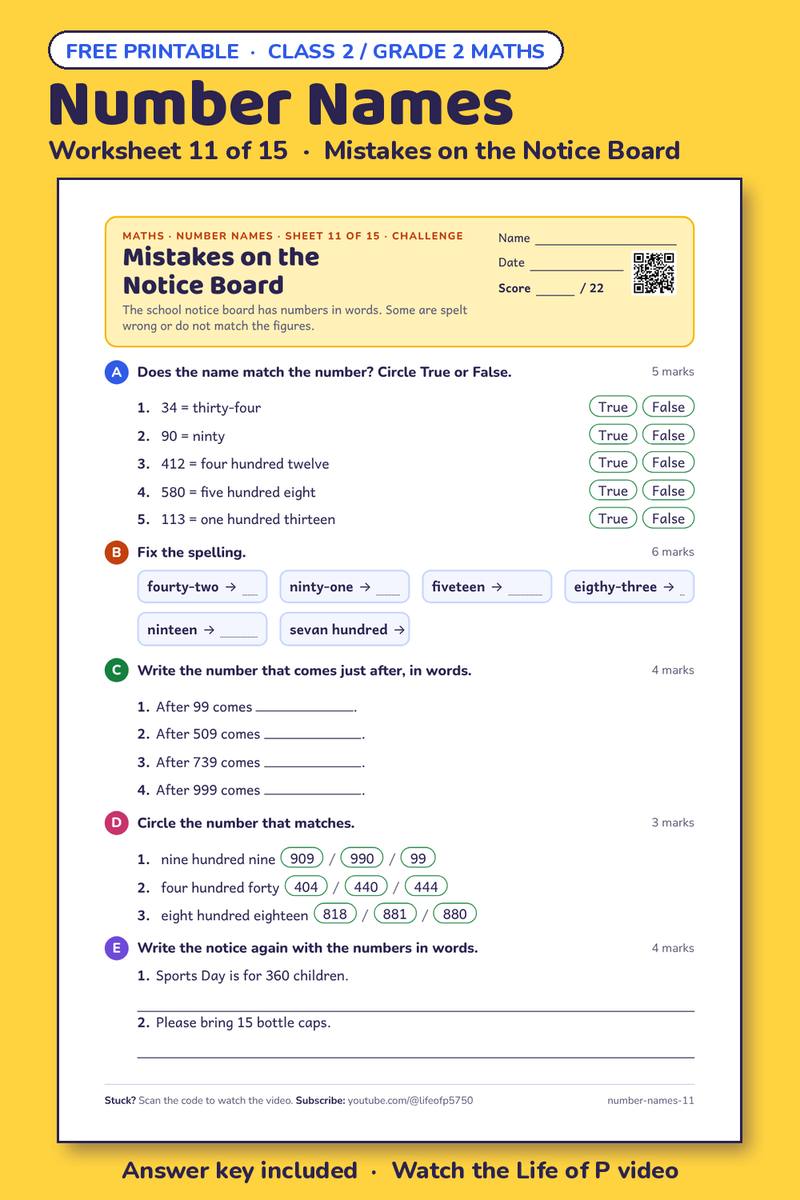 FREE PRINTABLE · CLASS 2 / GRADE 2 MATHS
Number Names
Worksheet 11 of 15 · Mistakes on the Notice Board
MATHS · NUMBER NAMES · SHEET 11 OF 15 · CHALLENGE
Mistakes on the
Notice Board
The school notice board has numbers in words. Some are spelt
wrong or do not match the figures.
Name ____
Date ____
Score ____ / 22
A Does the name match the number? Circle True or False. 5 marks
1. 34 = thirty-four True False
2. 90 = ninty True False
3. 412 = four hundred twelve True False
4. 580 = five hundred eight True False
5. 113 = one hundred thirteen True False
B Fix the spelling. 6 marks
fourty-two → ___ ninty-one → ____ fiveteen → _____ eigthy-three → _
ninteen → _____ sevan hundred →
C Write the number that comes just after, in words. 4 marks
1. After 99 comes ____.
2. After 509 comes ____.
3. After 739 comes ____.
4. After 999 comes ____.
D Circle the number that matches. 3 marks
1. nine hundred nine 909 / 990 / 99
2. four hundred forty 404 / 440 / 444
3. eight hundred eighteen 818 / 881 / 880
E Write the notice again with the numbers in words. 4 marks
1. Sports Day is for 360 children.
2. Please bring 15 bottle caps.
Stuck? Scan the code to watch the video. Subscribe: youtube.com/@lifeofp5750 number-names-11
Answer key included · Watch the Life of P video